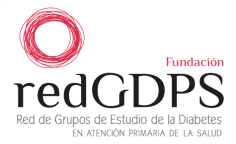 Fundación
redGDPS
Red de Grupos de Estudio de la Diabetes
EN ATENCIÓN PRIMARIA DE LA SALUD